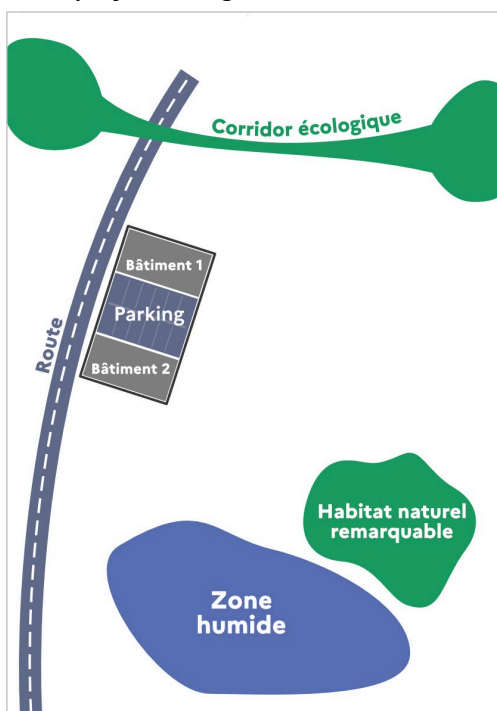 Corridor écologique
Bâtiment 1
Parking
Bâtiment 2
Route
Habitat naturel
remarquable
Zone
humide